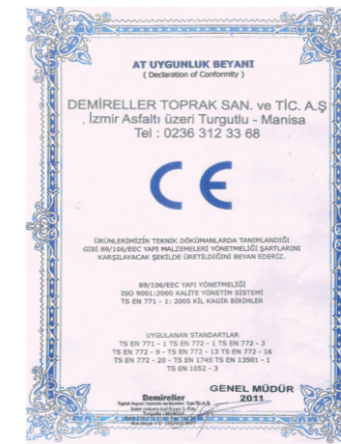 AT UYGUNLUK BEYANI
( Declaration of Conformity )
DEMİRELLER TOPRAK SAN. ve TİC. A.Ş
, İzmir Asfaltı üzeri Turgutlu - Manisa
Tel : 0236 312 33 68
CE
ÜRÜNLERİMİZİN TEKNİK DÖKÜMANLARDA TANIMLANDIĞI
GİBİ 89/106/EEC YAPI MALZEMELERİ YÖNETMELİĞİ ŞARTLARINI
KARŞILAYACAK ŞEKİLDE ÜRETİLDİĞİNİ BEYAN EDERİZ.
89/106/EEC YAPI YÖNETMELİĞİ
ISO 9001:2000 KALİTE YÖNETİM SİSTEMİ
TS EN 771 - 1: 2005 KİL KAGİR BİRİMLER
UYGULANAN STANDARTLAR
TS EN 771 - 1 TS EN 772 - 1 TS EN 772 - 3
TS EN 772 - 9 - TS EN 772 - 13 TS EN 772 - 16
TS EN 772 - 20 - TS EN 1745 TS EN 13501 - 1
TS EN 1052 - 3
GENEL MÜDÜR
Demireller 2011